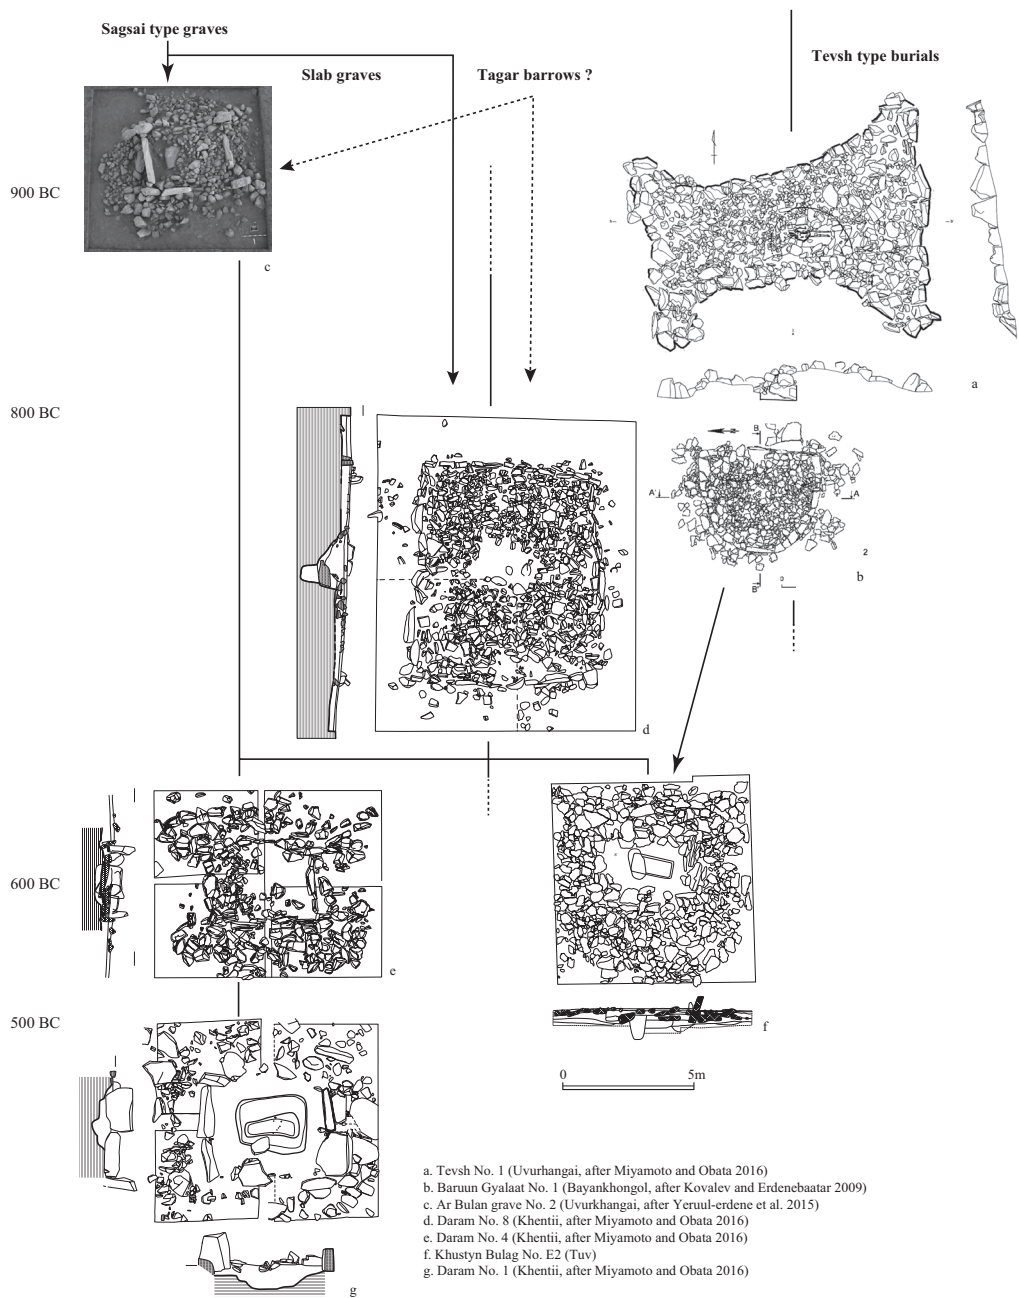 Sagsai type graves
Slab graves
Tagar barrows ?
Tevsh type burials
900 BC
c
a
800 BC
B
A'
A
2
b
B'
d
600 BC
e
500 BC
f
0 5m
g
a. Tevsh No. 1 (Uvurhangai, after Miyamoto and Obata 2016)
b. Baruun Gyalaat No. 1 (Bayankhongol, after Kovalev and Erdenebaatar 2009)
c. Ar Bulan grave No. 2 (Uvurkhangai, after Yeruul-erdene et al. 2015)
d. Daram No. 8 (Khentii, after Miyamoto and Obata 2016)
e. Daram No. 4 (Khentii, after Miyamoto and Obata 2016)
f. Khustyn Bulag No. E2 (Tuv)
g. Daram No. 1 (Khentii, after Miyamoto and Obata 2016)